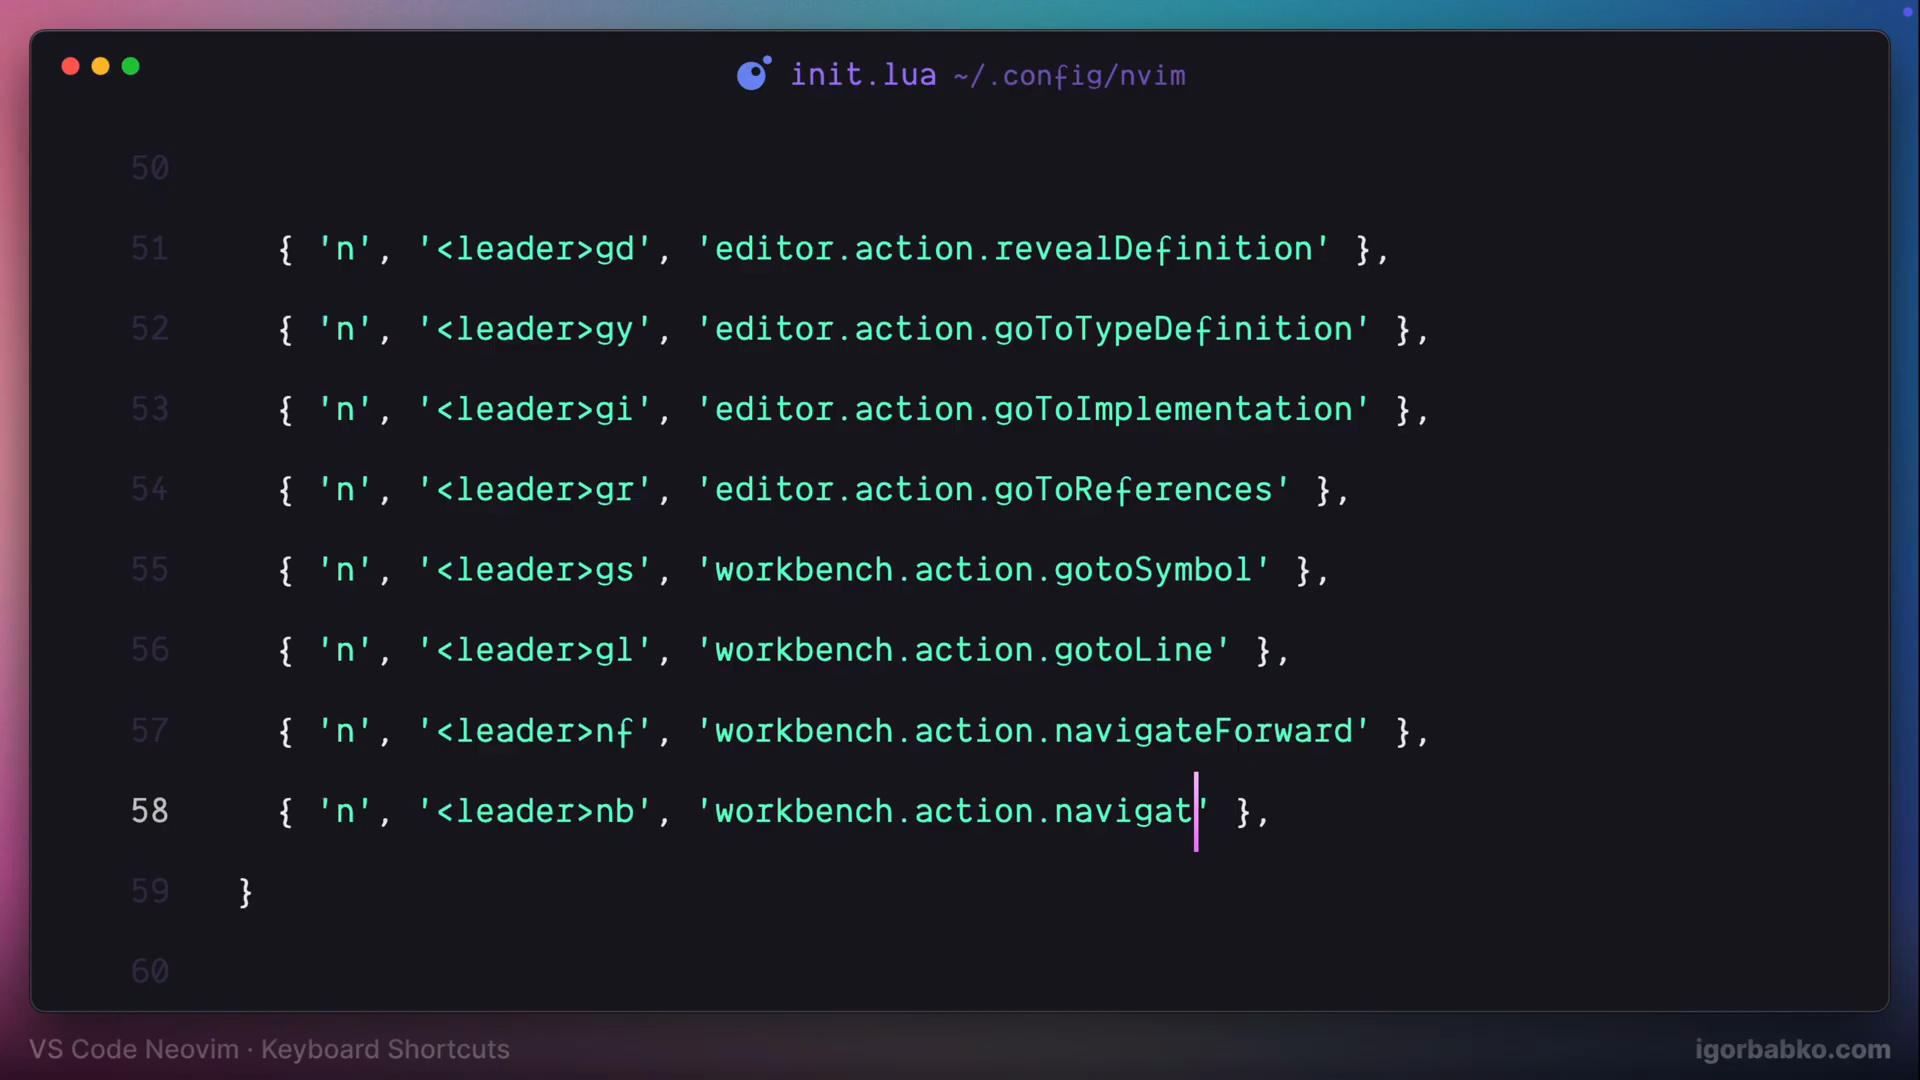 init.lua ~/.config/nvim
50
51 { 'n', '<leader>gd', 'editor.action.revealDefinition' },
52 { 'n', '<leader>gy', 'editor.action.goToTypeDefinition' },
53 { 'n', '<leader>gi', 'editor.action.goToImplementation' },
54 { 'n', '<leader>gr', 'editor.action.goToReferences' },
55 { 'n', '<leader>gs', 'workbench.action.gotoSymbol' },
56 { 'n', '<leader>gl', 'workbench.action.gotoLine' },
57 { 'n', '<leader>nf', 'workbench.action.navigateForward' },
58 { 'n', '<leader>nb', 'workbench.action.navigat' },
59 }
60
VS Code Neovim · Keyboard Shortcuts
igorbabko.com